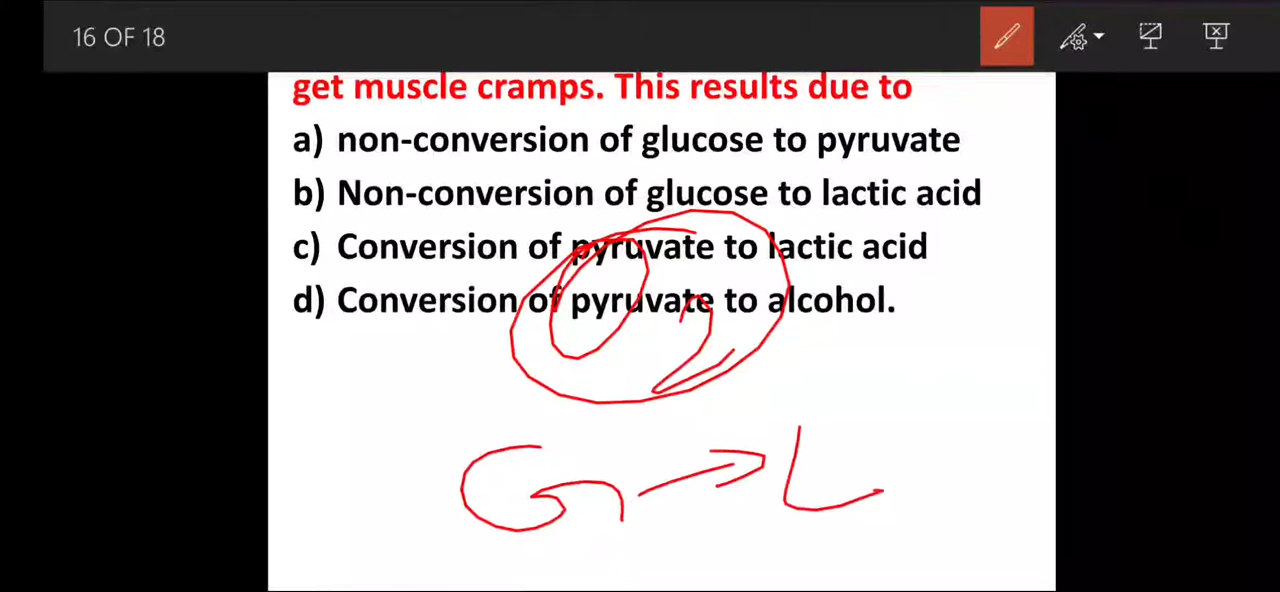 16 OF 18
get muscle cramps. This results due to
a) non-conversion of glucose to pyruvate
b) Non-conversion of glucose to lactic acid
c) Conversion of pyruvate to lactic acid
d) Conversion of pyruvate to alcohol.
O2
G → L